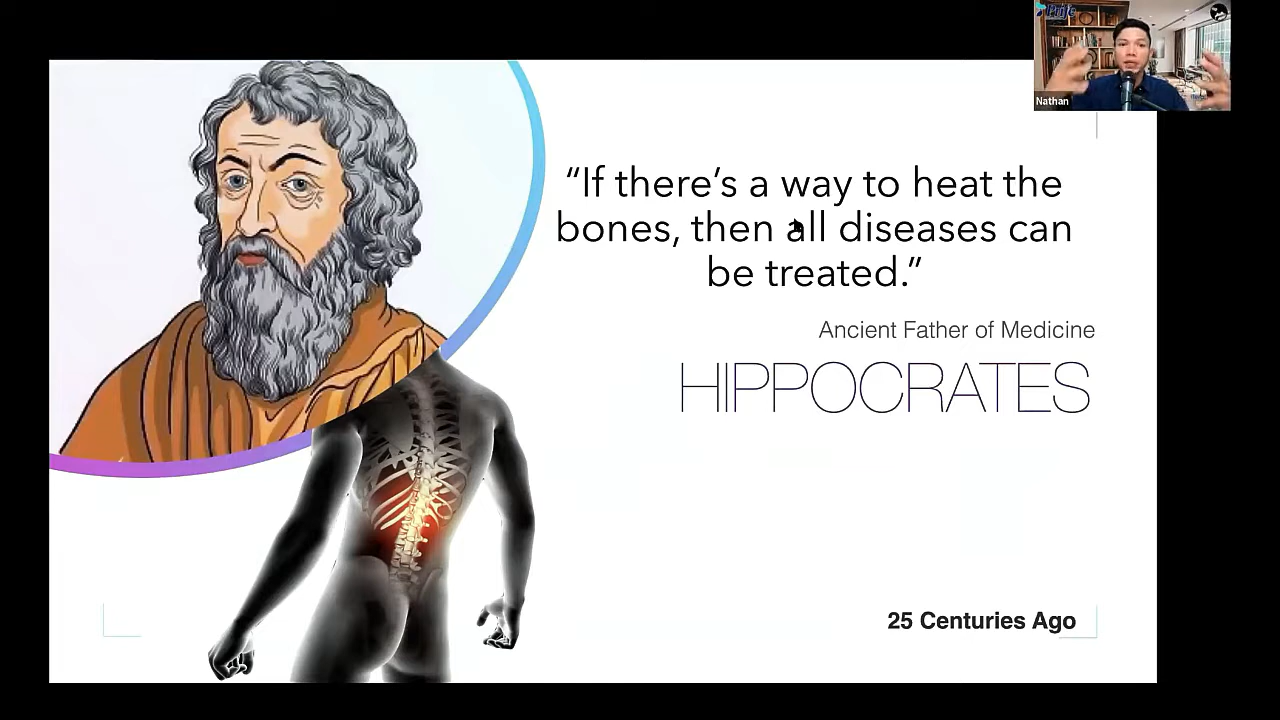 Prife
Nathan
“If there’s a way to heat the
bones, then all diseases can
be treated.”
Ancient Father of Medicine
HIPPOCRATES
25 Centuries Ago